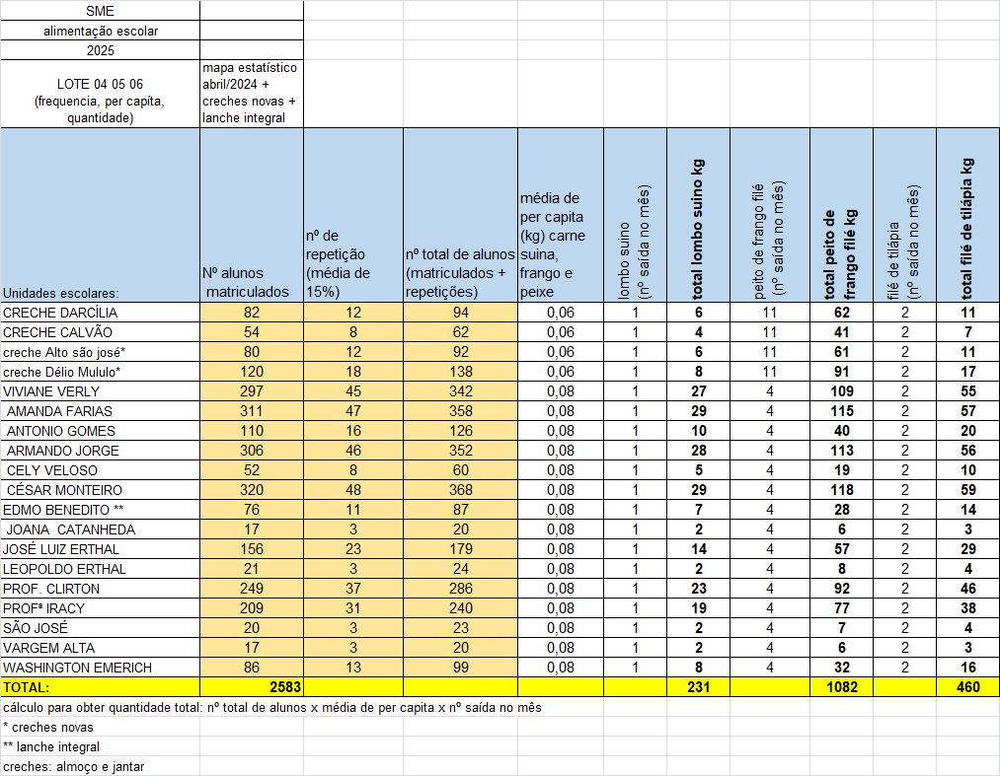 SME
alimentação escolar
2025
LOTE 04 05 06
(frequencia, per capíta,
quantidade)
mapa estatístico
abril/2024 +
creches novas +
lanche integral
Unidades escolares:
Nº alunos
matriculados
nº de
repetição
(média de
15%)
nº total de alunos
(matriculados +
repetições)
média de
per capita
(kg) carne
suina,
frango e
peixe
lombo suino
(nº saída no mês)
total lombo suino kg
peito de frango filé
(nº saída no mês)
total peito de
frango filé kg
filé de tilápia
(nº saída no mês)
total filé de tilápia kg
CRECHE DARCÍLIA 82 12 94 0,06 1 6 11 62 2 11
CRECHE CALVÃO 54 8 62 0,06 1 4 11 41 2 7
creche Alto são josé* 80 12 92 0,06 1 6 11 61 2 11
creche Délio Mululo* 120 18 138 0,06 1 8 11 91 2 17
VIVIANE VERLY 297 45 342 0,08 1 27 4 109 2 55
AMANDA FARIAS 311 47 358 0,08 1 29 4 115 2 57
ANTONIO GOMES 110 16 126 0,08 1 10 4 40 2 20
ARMANDO JORGE 306 46 352 0,08 1 28 4 113 2 56
CELY VELOSO 52 8 60 0,08 1 5 4 19 2 10
CÉSAR MONTEIRO 320 48 368 0,08 1 29 4 118 2 59
EDMO BENEDITO ** 76 11 87 0,08 1 7 4 28 2 14
JOANA CATANHEDA 17 3 20 0,08 1 2 4 6 2 3
JOSÉ LUIZ ERTHAL 156 23 179 0,08 1 14 4 57 2 29
LEOPOLDO ERTHAL 21 3 24 0,08 1 2 4 8 2 4
PROF. CLIRTON 249 37 286 0,08 1 23 4 92 2 46
PROFª IRACY 209 31 240 0,08 1 19 4 77 2 38
SÃO JOSÉ 20 3 23 0,08 1 2 4 7 2 4
VARGEM ALTA 17 3 20 0,08 1 2 4 6 2 3
WASHINGTON EMERICH 86 13 99 0,08 1 8 4 32 2 16
TOTAL: 2583 231 1082 460
cálculo para obter quantidade total: nº total de alunos x média de per capita x nº saída no mês
* creches novas
** lanche integral
creches: almoço e jantar